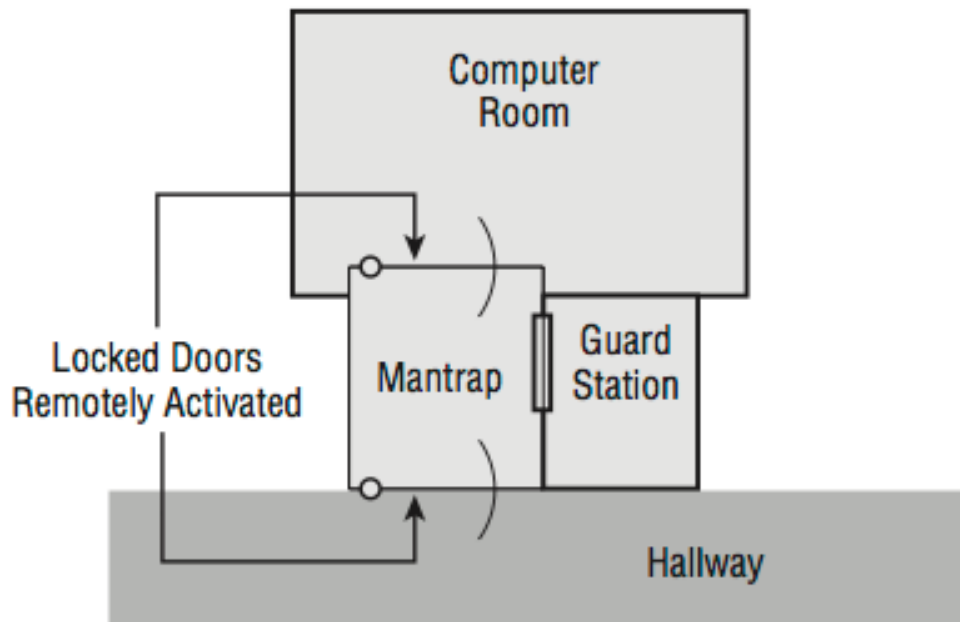 Computer
Room
Locked Doors
Remotely Activated
Mantrap
Guard
Station
Hallway